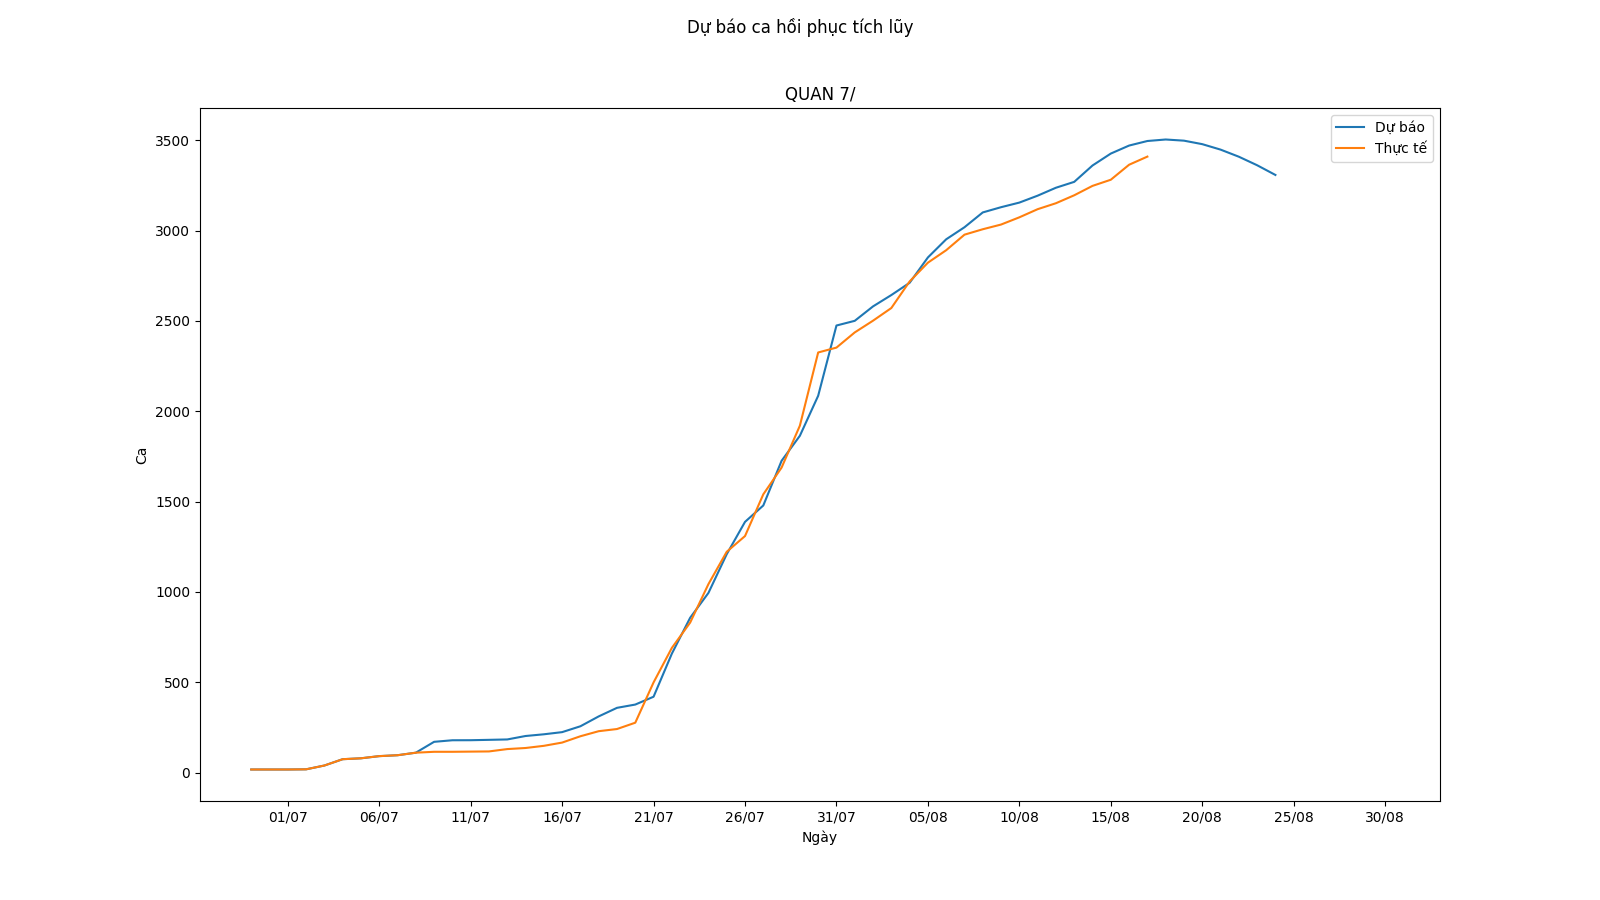 Dự báo ca hồi phục tích lũy
QUAN 7/
Dự báo
Thực tế
3500
3000
2500
2000
1500
1000
500
0
Ca
01/07 06/07 11/07 16/07 21/07 26/07 31/07 05/08 10/08 15/08 20/08 25/08 30/08
Ngày